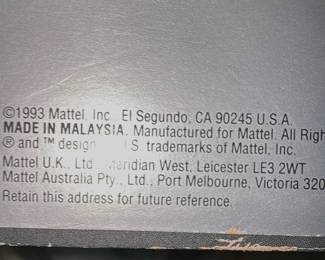 ©1993 Mattel, Inc., El Segundo, CA 90245 U.S.A.
MADE IN MALAYSIA. Manufactured for Mattel. All Righ
® and ™ design S. trademarks of Mattel, Inc.
Mattel U.K., Ltd. Meridian West, Leicester LE3 2WT
Mattel Australia Pty., Ltd., Port Melbourne, Victoria 320
Retain this address for future reference.